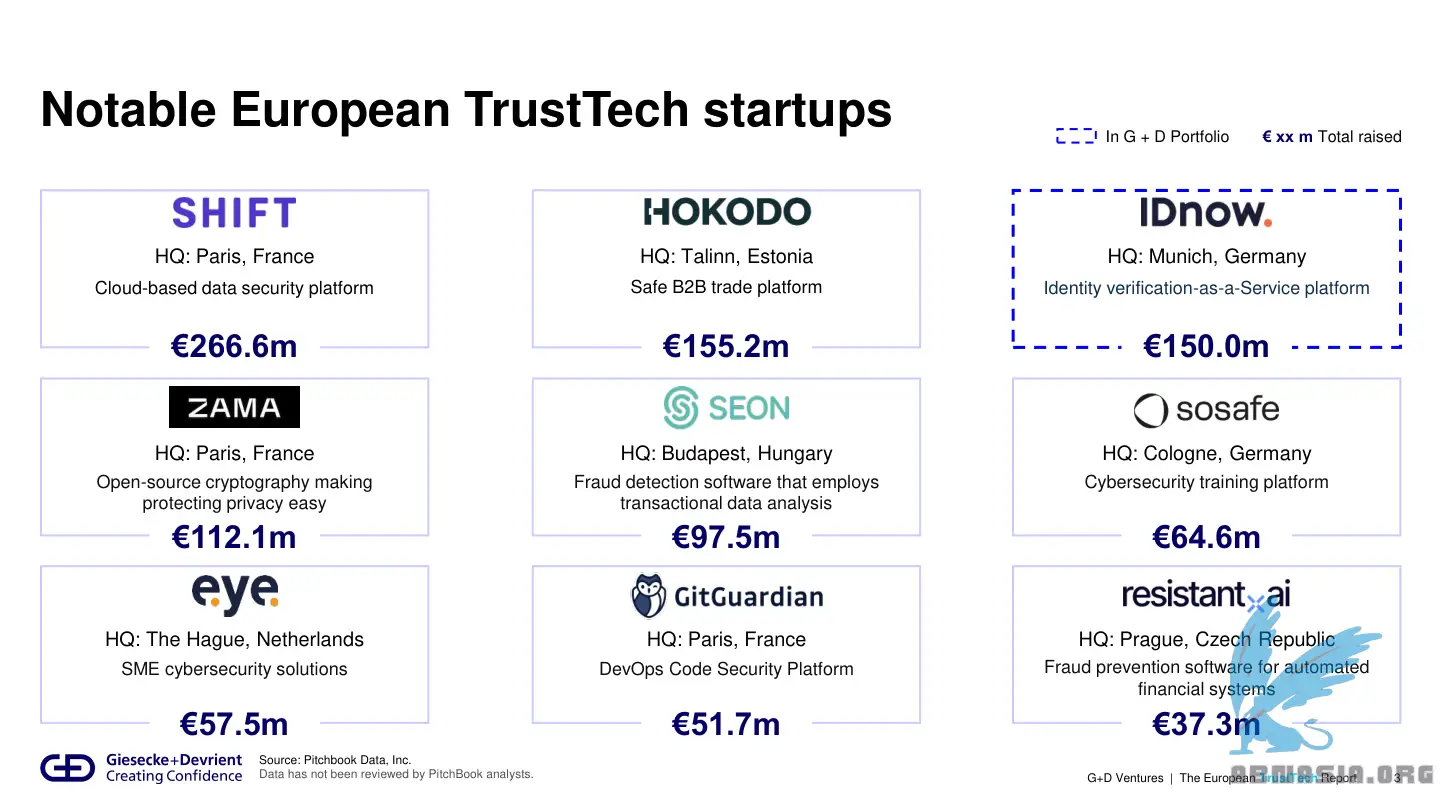 Notable European TrustTech startups
In G + D Portfolio
€ xx m Total raised
SHIFT
HQ: Paris, France
Cloud-based data security platform
€266.6m
HOKODO
HQ: Talinn, Estonia
Safe B2B trade platform
€155.2m
IDnow.
HQ: Munich, Germany
Identity verification-as-a-Service platform
€150.0m
ZAMA
HQ: Paris, France
Open-source cryptography making
protecting privacy easy
€112.1m
SEON
HQ: Budapest, Hungary
Fraud detection software that employs
transactional data analysis
€97.5m
sosafe
HQ: Cologne, Germany
Cybersecurity training platform
€64.6m
eye.
HQ: The Hague, Netherlands
SME cybersecurity solutions
€57.5m
GitGuardian
HQ: Paris, France
DevOps Code Security Platform
€51.7m
resistant ai
HQ: Prague, Czech Republic
Fraud prevention software for automated
financial systems
€37.3m
G+D
Giesecke+Devrient
Creating Confidence
Source: Pitchbook Data, Inc.
Data has not been reviewed by PitchBook analysts.
G+D Ventures | The European TrustTech Report
3
ARMASIA.ORG